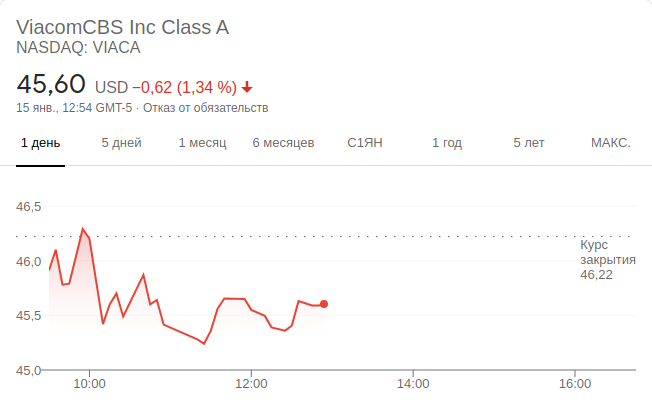 ViacomCBS Inc Class A
NASDAQ: VIACA
45,60 USD −0,62 (1,34 %)
15 янв., 12:54 GMT-5 · Отказ от обязательств
1 день 5 дней 1 месяц 6 месяцев С1ЯН 1 год 5 лет МАКС.
46,5
46,0
45,5
45,0
Курс
закрытия
46,22
10:00 12:00 14:00 16:00